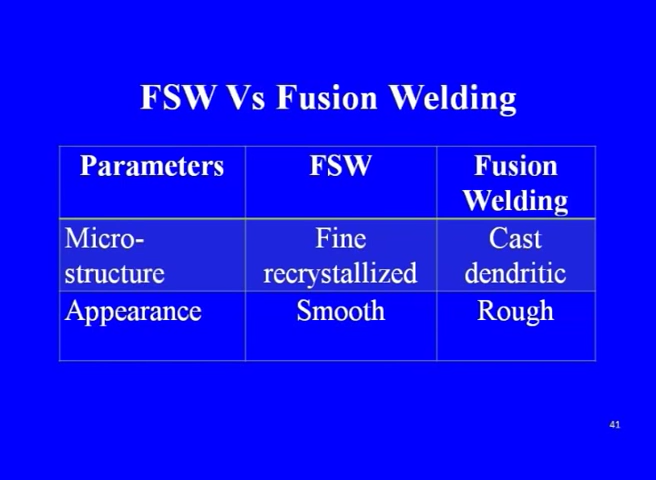 FSW Vs Fusion Welding
Parameters FSW Fusion
Welding
Micro- Fine Cast
structure recrystallized dendritic
Appearance Smooth Rough
41